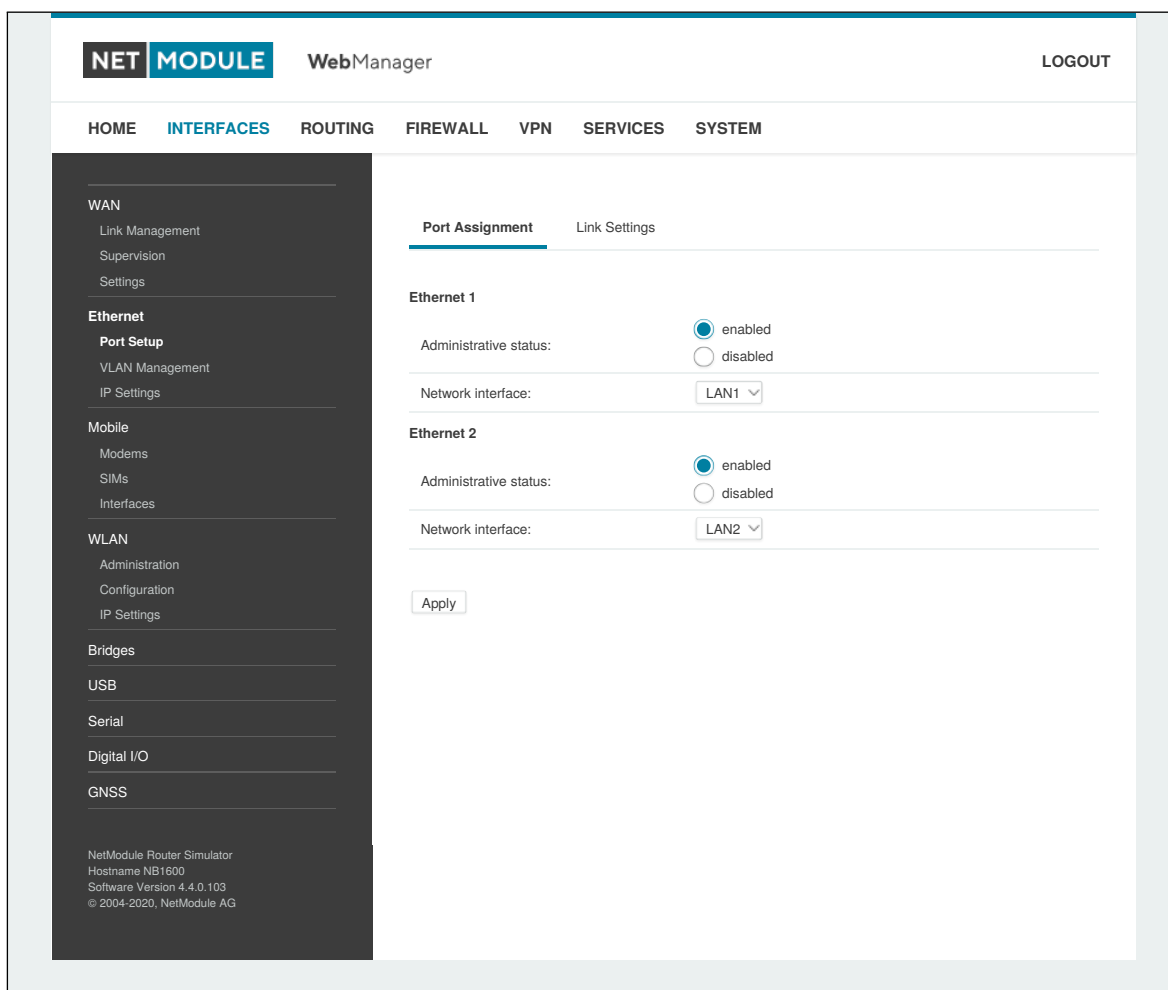 NET MODULE WebManager LOGOUT
HOME INTERFACES ROUTING FIREWALL VPN SERVICES SYSTEM
WAN
Link Management
Supervision
Settings
Ethernet
Port Setup
VLAN Management
IP Settings
Mobile
Modems
SIMs
Interfaces
WLAN
Administration
Configuration
IP Settings
Bridges
USB
Serial
Digital I/O
GNSS
NetModule Router Simulator
Hostname NB1600
Software Version 4.4.0.103
© 2004-2020, NetModule AG
Port Assignment Link Settings
Ethernet 1
Administrative status:
enabled
disabled
Network interface: LAN1
Ethernet 2
Administrative status:
enabled
disabled
Network interface: LAN2
Apply